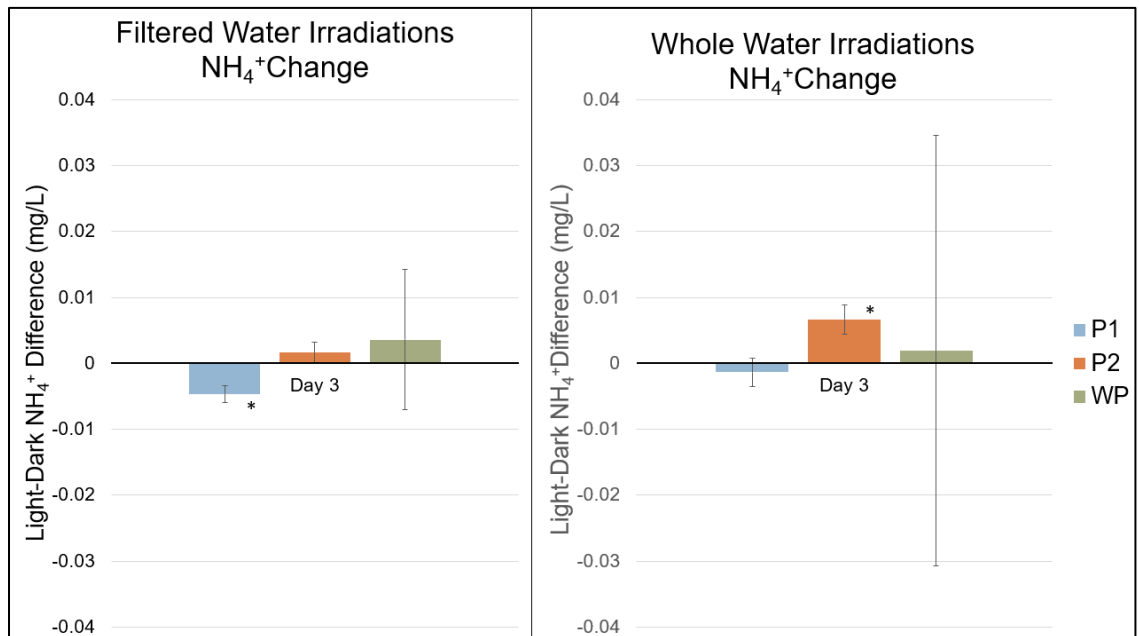 Filtered Water Irradiations
NH₄⁺Change
Light-Dark NH₄⁺ Difference (mg/L)
0.04
0.03
0.02
0.01
0
-0.01
-0.02
-0.03
-0.04
Day 3
*
Whole Water Irradiations
NH₄⁺Change
Light-Dark NH₄⁺Difference (mg/L)
0.04
0.03
0.02
0.01
0
-0.01
-0.02
-0.03
-0.04
*
Day 3
P1
P2
WP